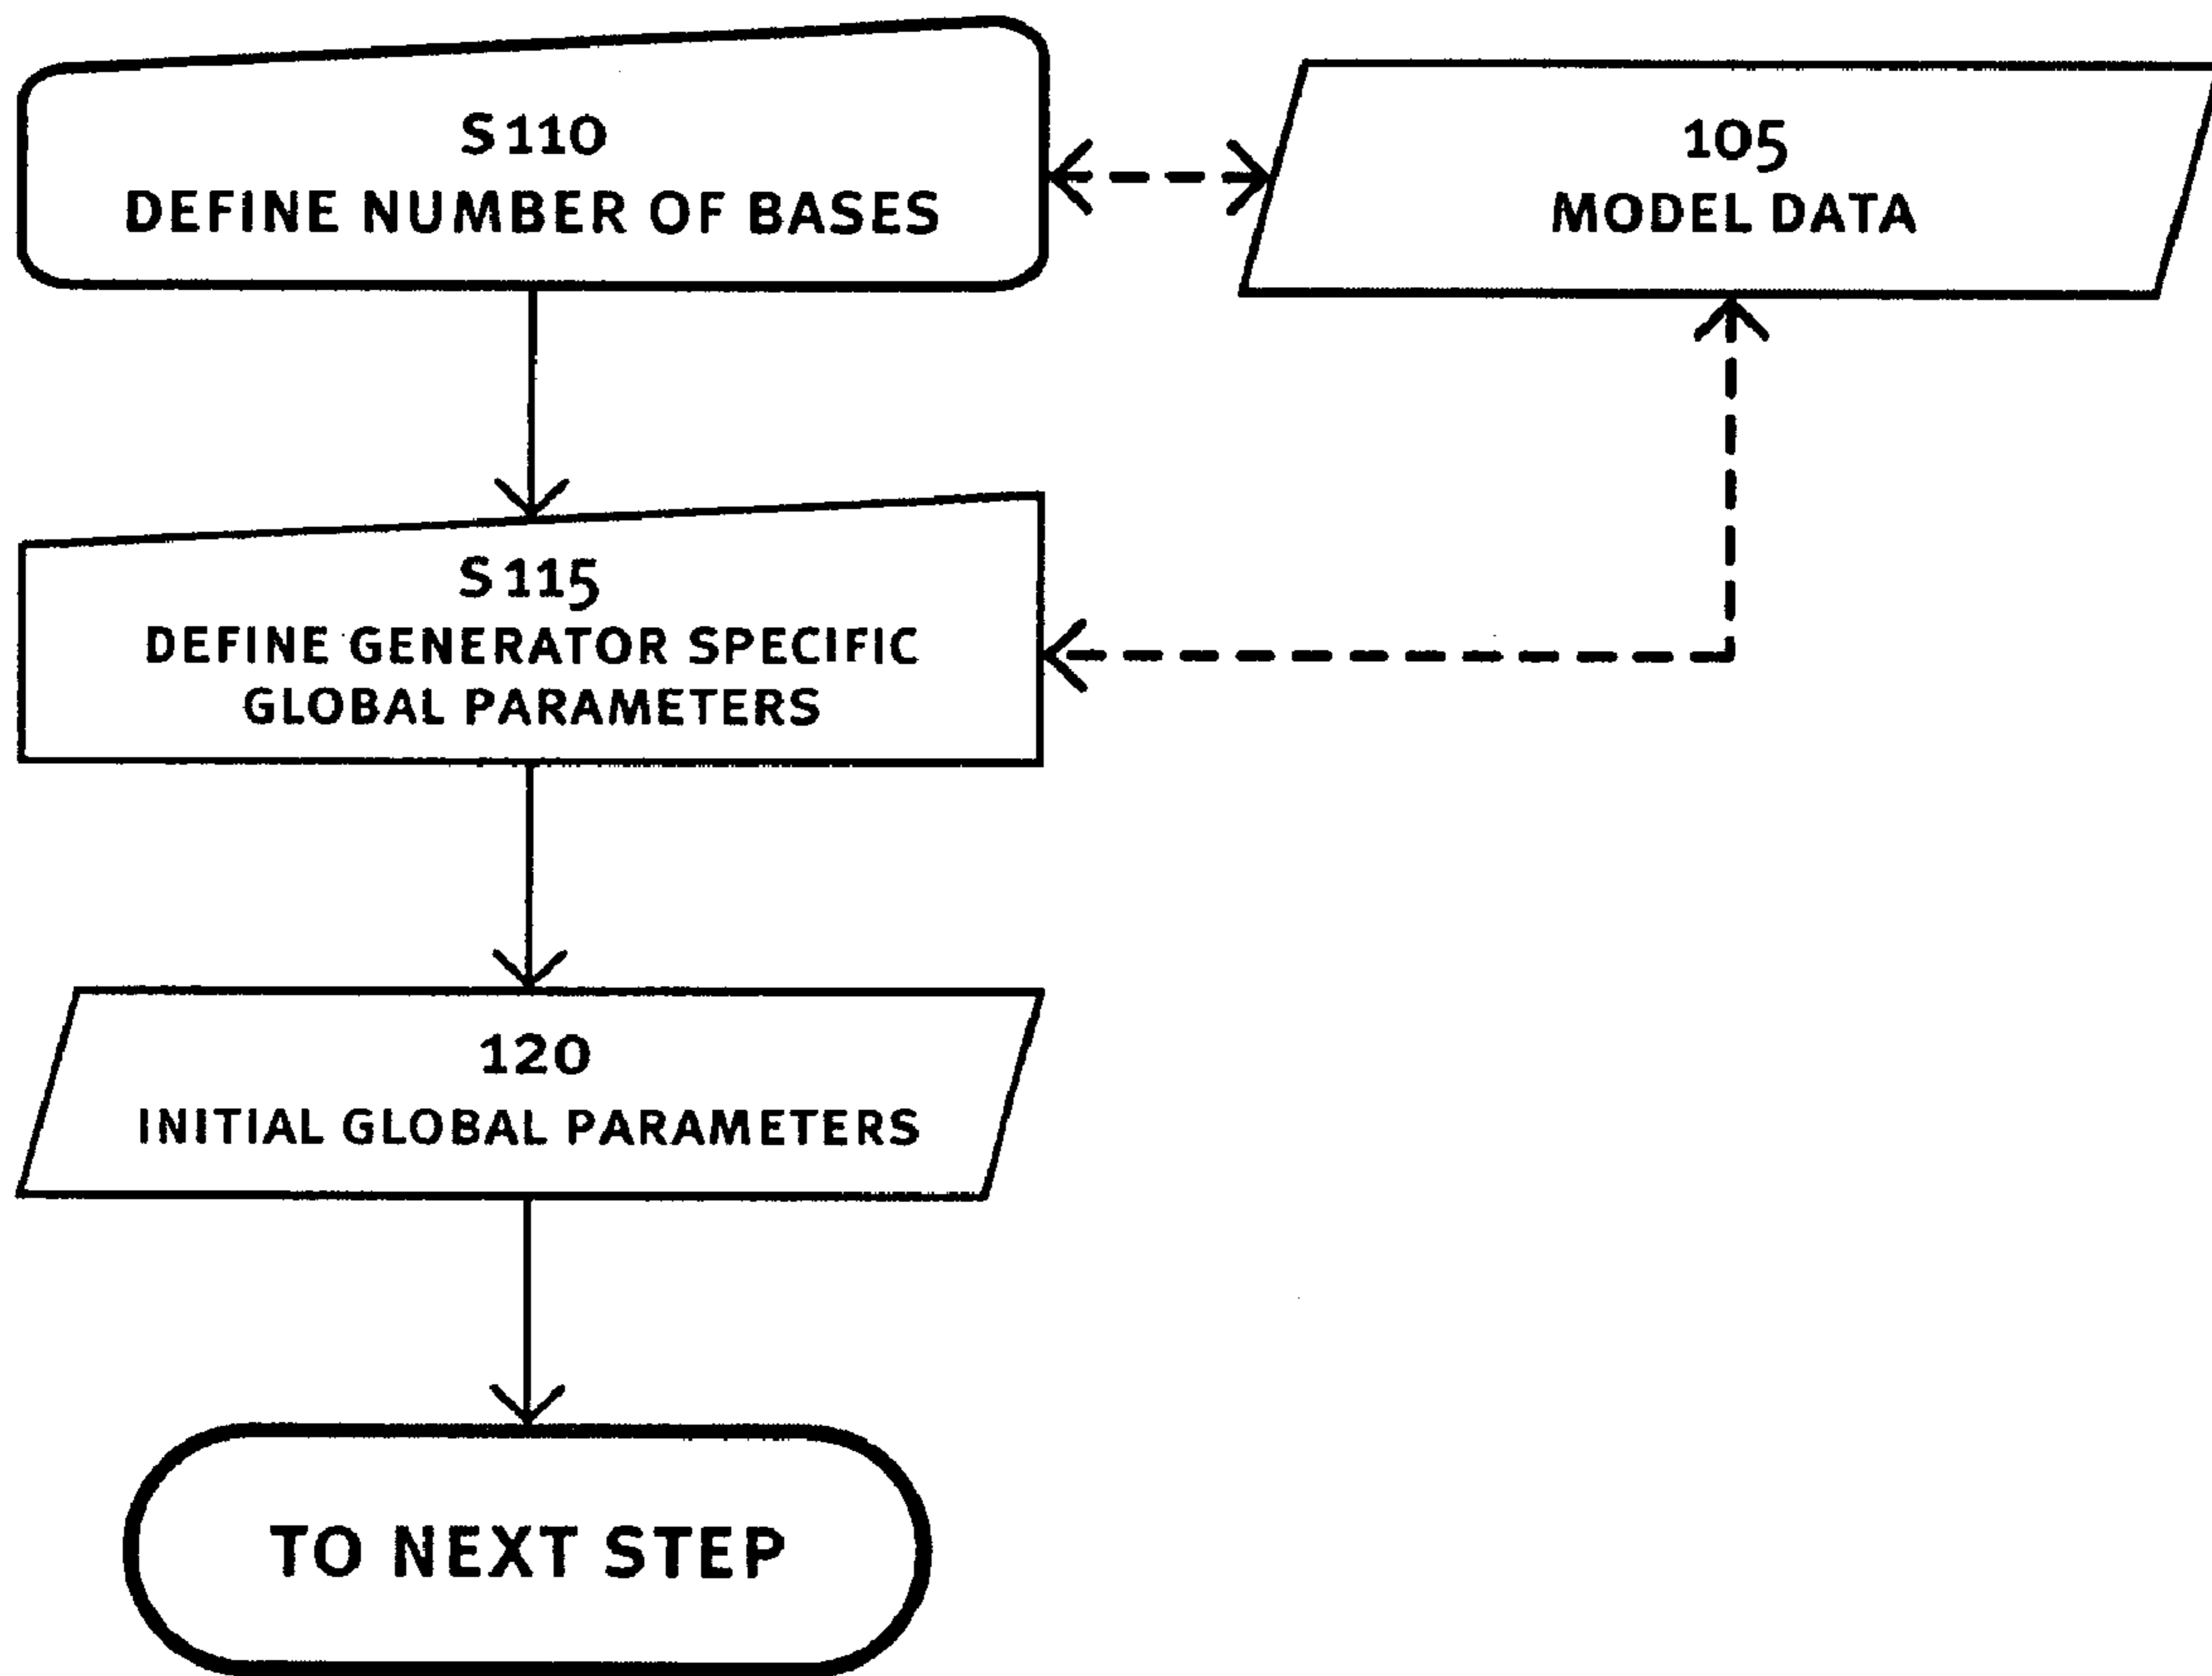 S110
DEFINE NUMBER OF BASES
105
MODEL DATA
S115
DEFINE GENERATOR SPECIFIC
GLOBAL PARAMETERS
120
INITIAL GLOBAL PARAMETERS
TO NEXT STEP